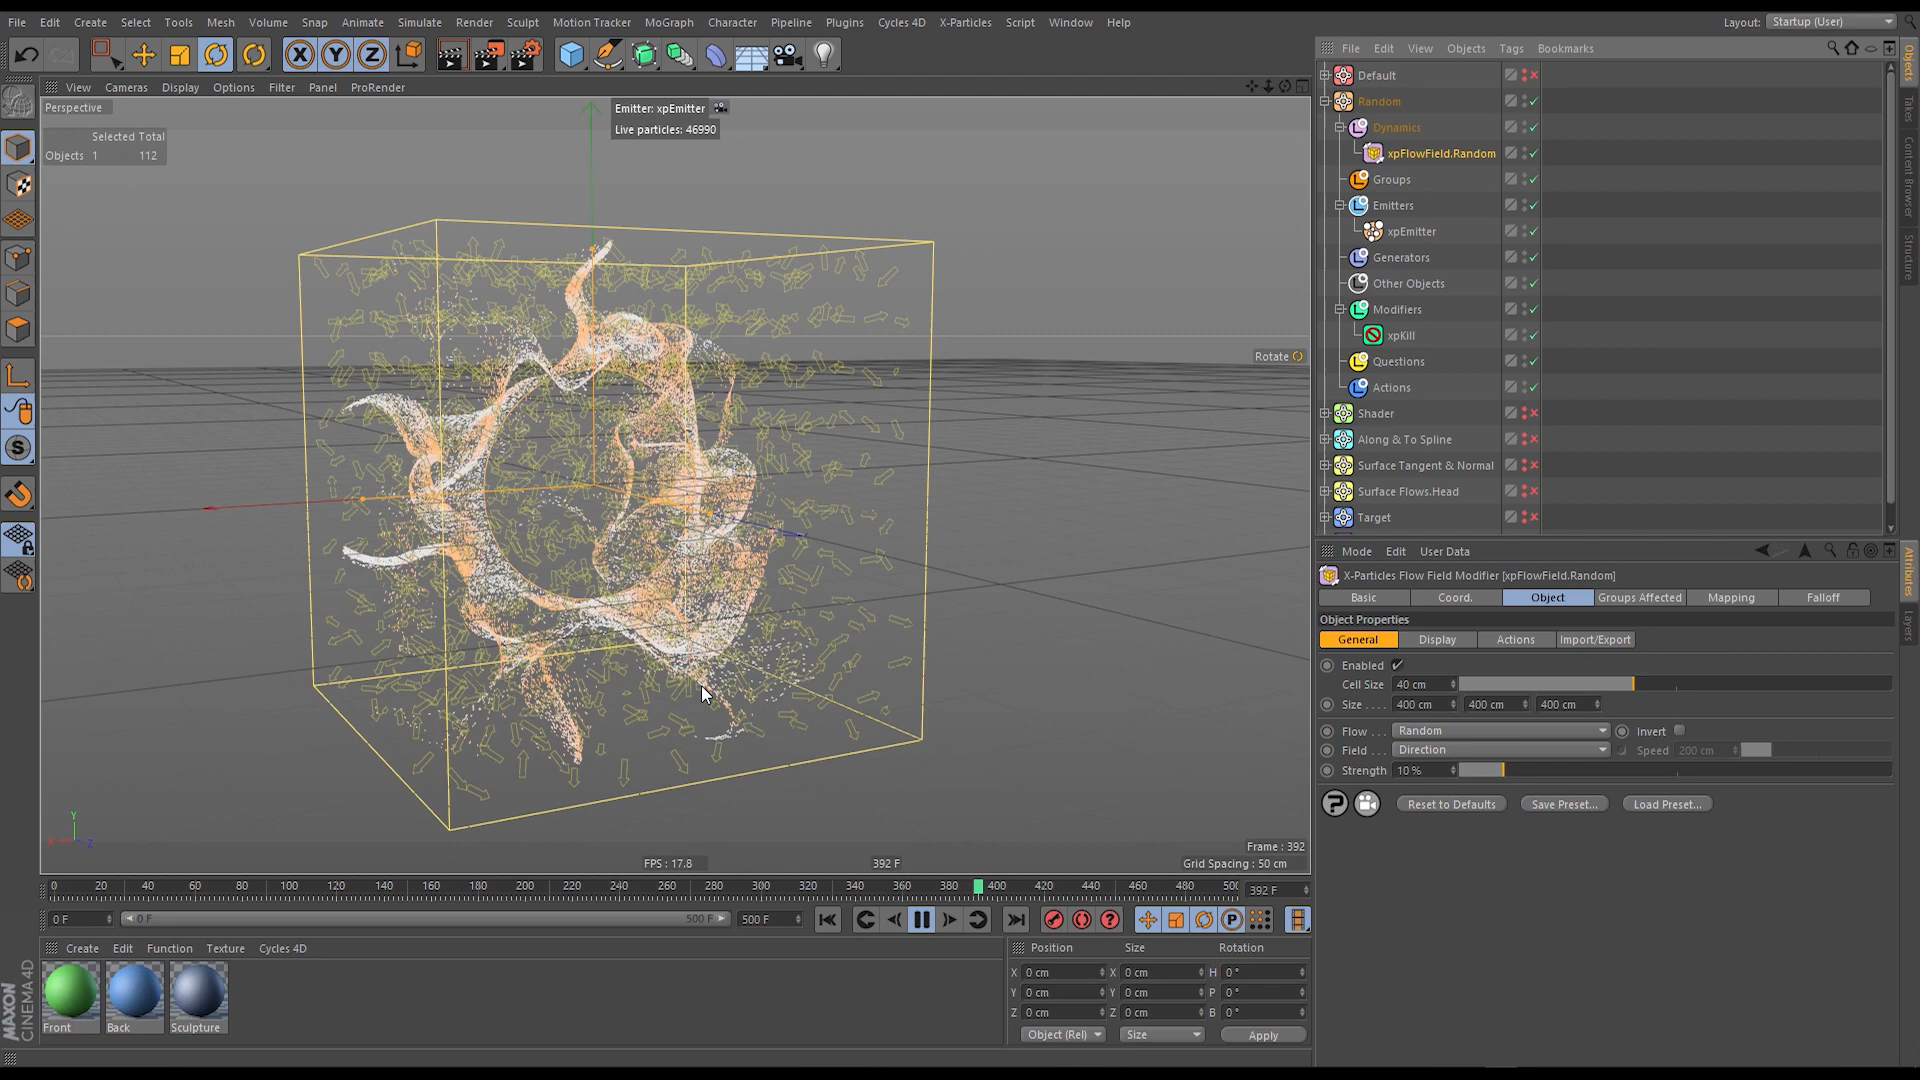 File Edit Create Select Tools Mesh Volume Snap Animate Simulate Render Sculpt Motion Tracker MoGraph Character Pipeline Plugins Cycles 4D X-Particles Script Window Help Layout: Startup (User)
X Y Z
File Edit View Objects Tags Bookmarks
View Cameras Display Options Filter Panel ProRender
Perspective
Emitter: xpEmitter
Live particles: 46990
Selected Total
Objects 1 112
Rotate
Y
X Z
Frame : 392
FPS : 17.8 392 F Grid Spacing : 50 cm
Default
Random
Dynamics
xpFlowField.Random
Groups
Emitters
xpEmitter
Generators
Other Objects
Modifiers
xpKill
Questions
Actions
Shader
Along & To Spline
Surface Tangent & Normal
Surface Flows.Head
Target
Objects
Takes
Content Browser
Structure
Mode Edit User Data
X-Particles Flow Field Modifier [xpFlowField.Random]
Basic Coord. Object Groups Affected Mapping Falloff
Object Properties
General Display Actions Import/Export
Enabled
Cell Size 40 cm
Size . . . . 400 cm 400 cm 400 cm
Flow . . . Random Invert
Field . . . Direction Speed 200 cm
Strength 10 %
Reset to Defaults Save Preset... Load Preset...
Attributes
Layers
0 20 40 60 80 100 120 140 160 180 200 220 240 260 280 300 320 340 360 380 400 420 440 460 480 500 392 F
0 F 0 F 500 F 500 F
P
Create Edit Function Texture Cycles 4D
Front Back Sculpture
MAXON CINEMA 4D
Position Size Rotation
X 0 cm X 0 cm H 0 °
Y 0 cm Y 0 cm P 0 °
Z 0 cm Z 0 cm B 0 °
Object (Rel) Size Apply